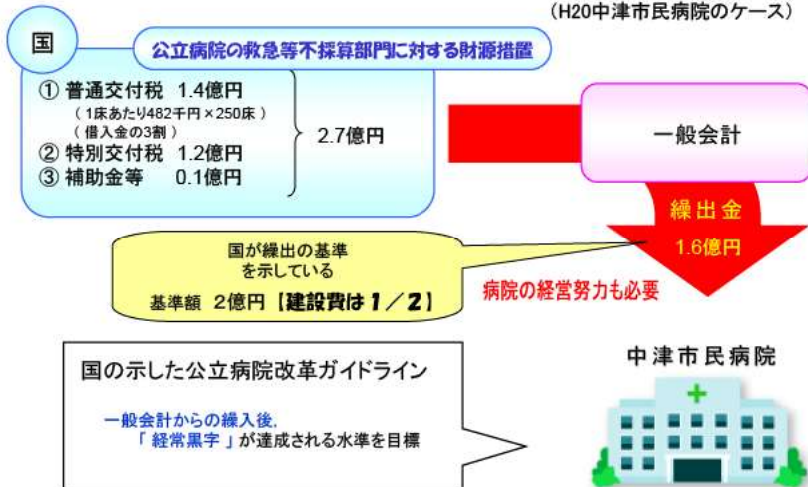 (H20中津市民病院のケース)
国
公立病院の救急等不採算部門に対する財源措置
① 普通交付税 1.4億円
( 1床あたり482千円×250床 )
( 借入金の3割 )
② 特別交付税 1.2億円
③ 補助金等 0.1億円
2.7億円
一般会計
繰出金
1.6億円
国が繰出の基準
を示している
基準額 2億円【建設費は1/2】
病院の経営努力も必要
国の示した公立病院改革ガイドライン
一般会計からの繰入後、
「 経常黒字 」が達成される水準を目標
中津市民病院